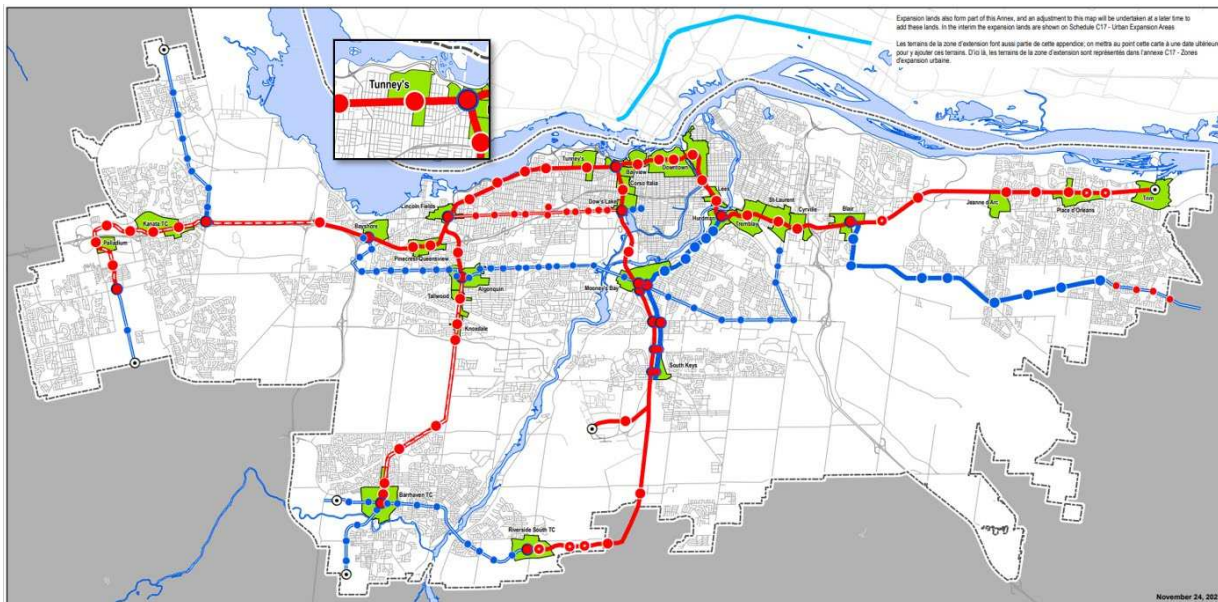 Expansion lands also form part of this Annex, and an adjustment to this map will be undertaken at a later time to
add these lands. In the interim the expansion lands are shown on Schedule C17 - Urban Expansion Areas
Les terrains de la zone d'extension font aussi partie de cette appendice; on mettra au point cette carte à une date ultérieure
pour y ajouter ces terrains. D'ici là, les terrains de la zone d'extension sont représentés dans l'annexe C17 - Zones
d'expansion urbaine.
Tunney's
Tunney's
Bayview
Downtown
Corso Italia
Lees
Dow's Lake
Lincoln Fields
St-Laurent
Cyrville
Blair
Jeanne d'Arc
Place d'Orléans
Trim
Hurdman
Tremblay
Kanata TC
Palladium
Bayshore
Pinecrest-Queensview
Algonquin
Mooney's Bay
Tallwood
Knoxdale
South Keys
Barrhaven TC
Riverside South TC
November 24, 202